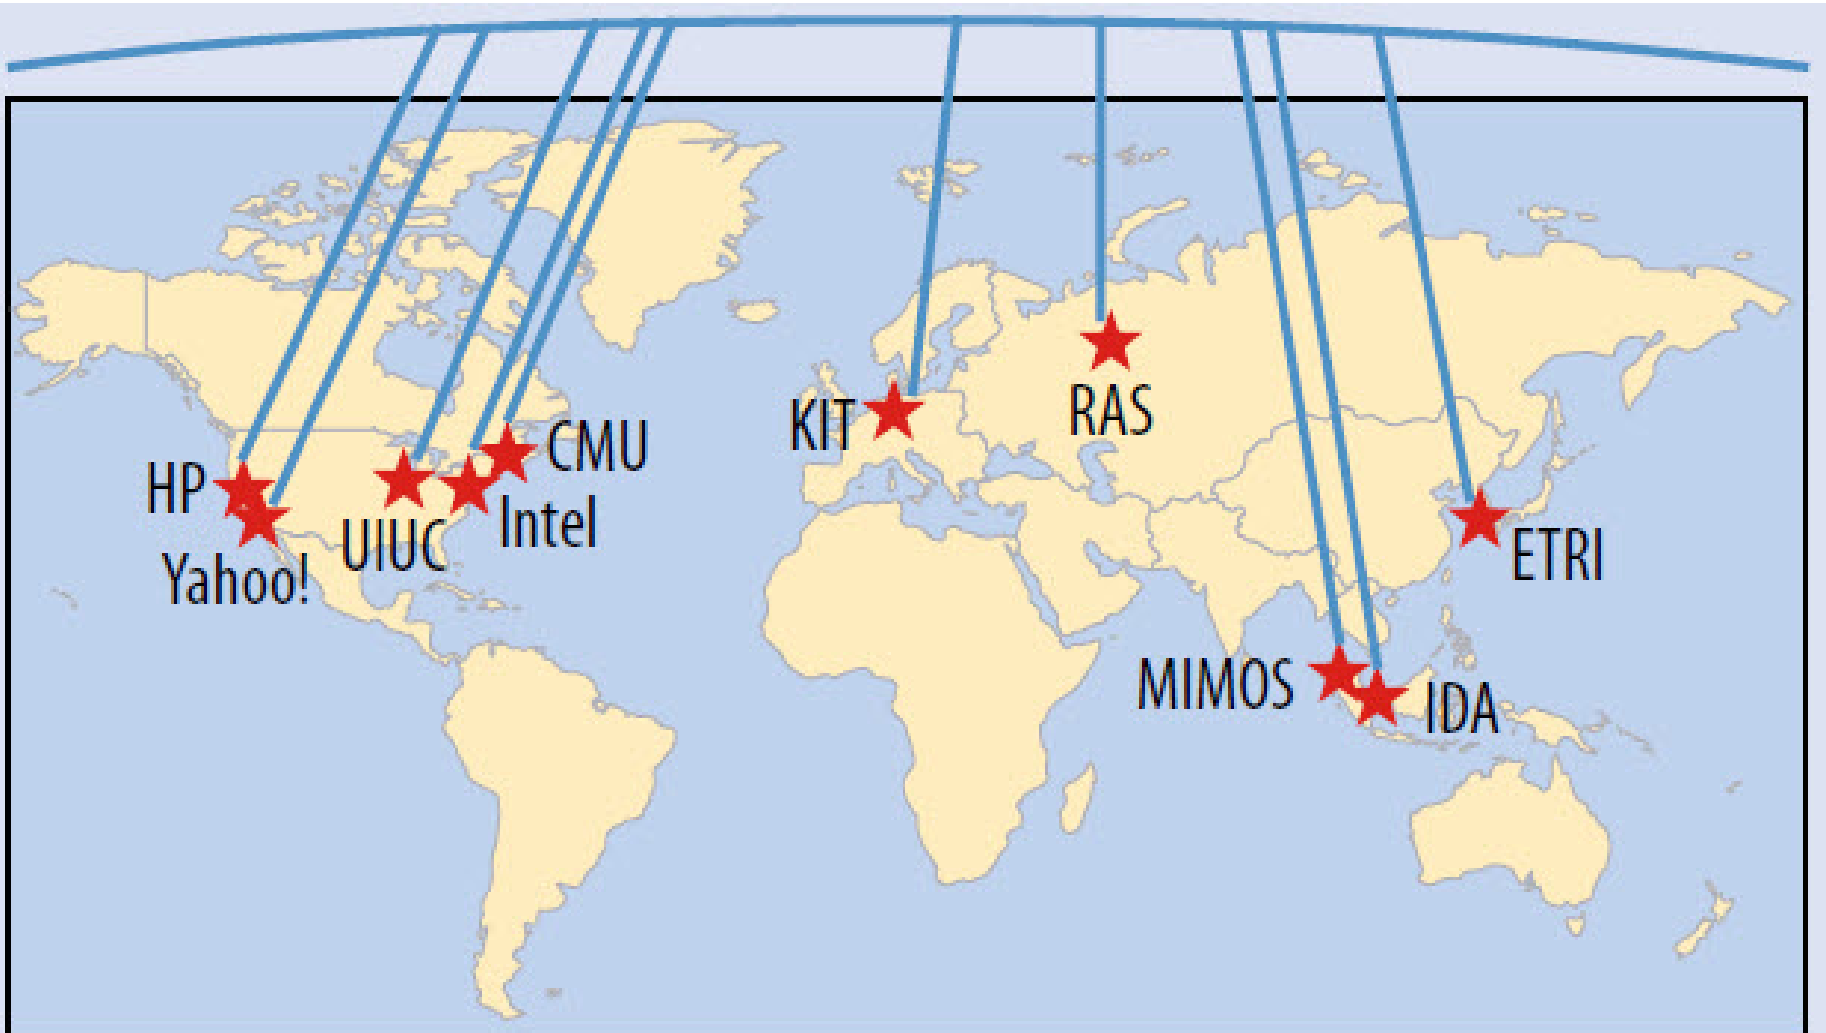 HP
Yahoo!
UIUC
CMU
Intel
KIT
RAS
MIMOS
IDA
ETRI